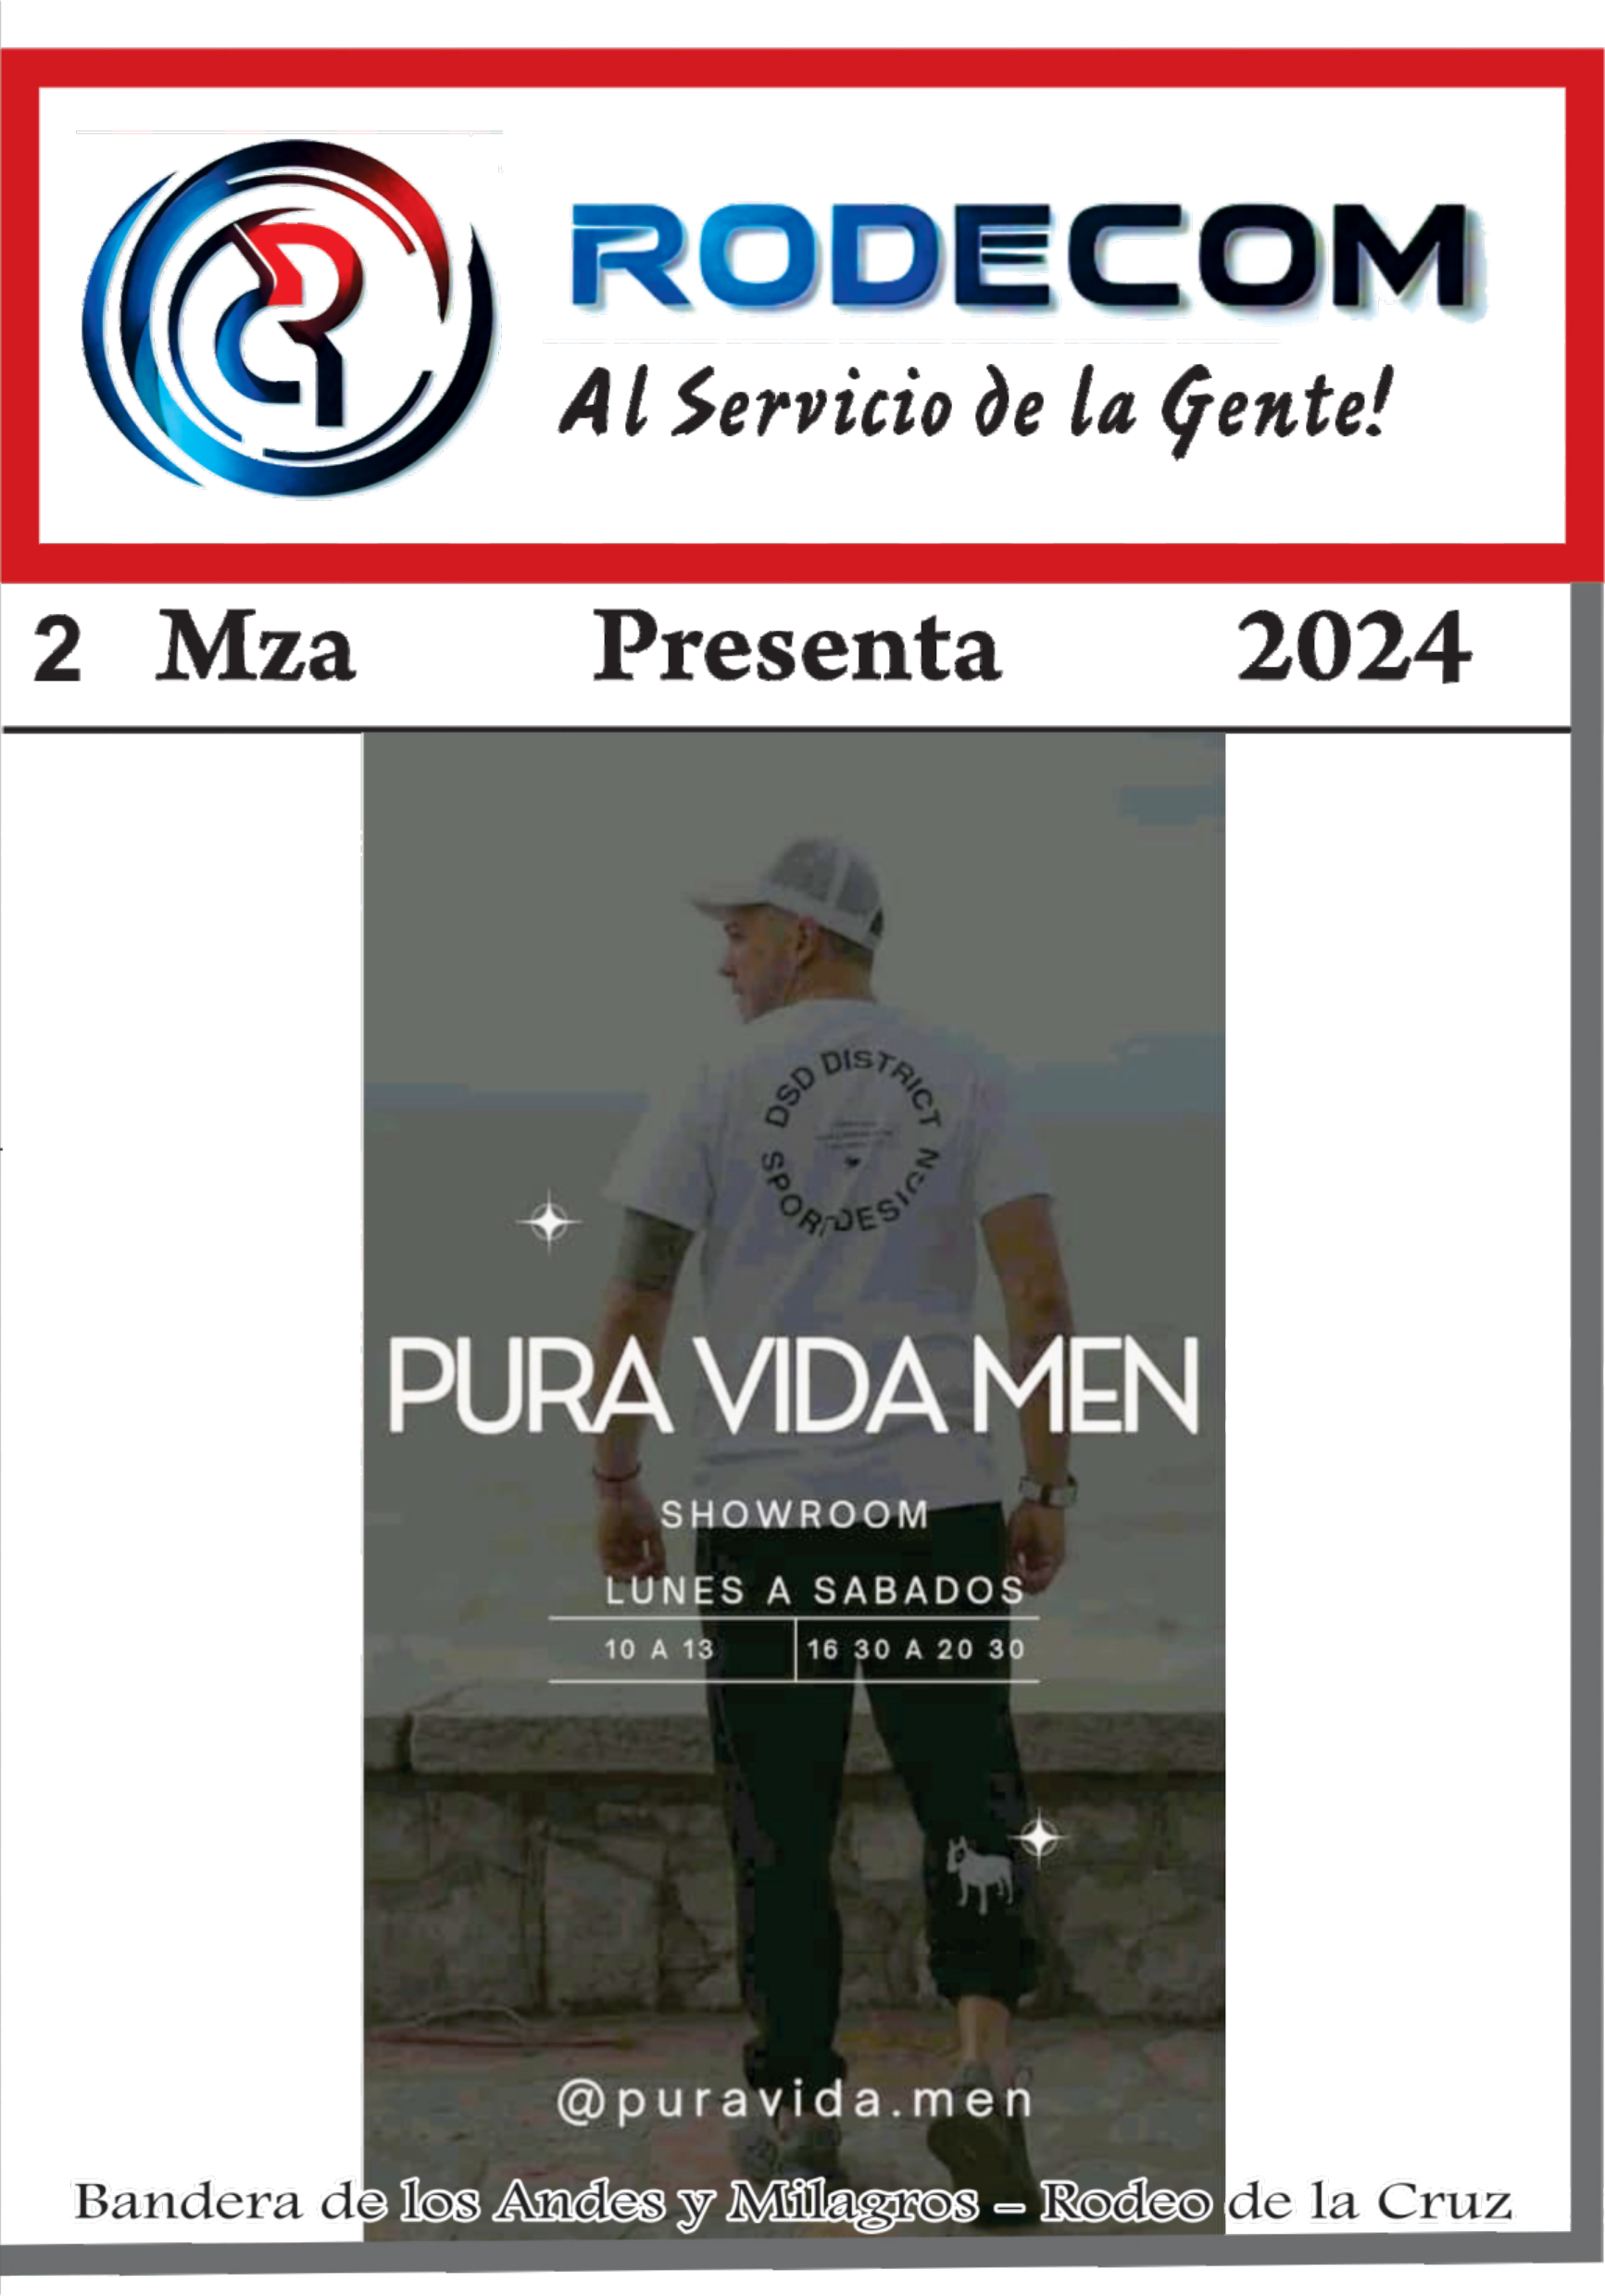 RODECOM
Al Servicio de la Gente!
2 Mza Presenta 2024
DSD DISTRICT
SPORT DESIGN
PURA VIDA MEN
SHOWROOM
LUNES A SABADOS
10 A 13 16 30 A 20 30
@puravida.men
Bandera de los Andes y Milagros – Rodeo de la Cruz